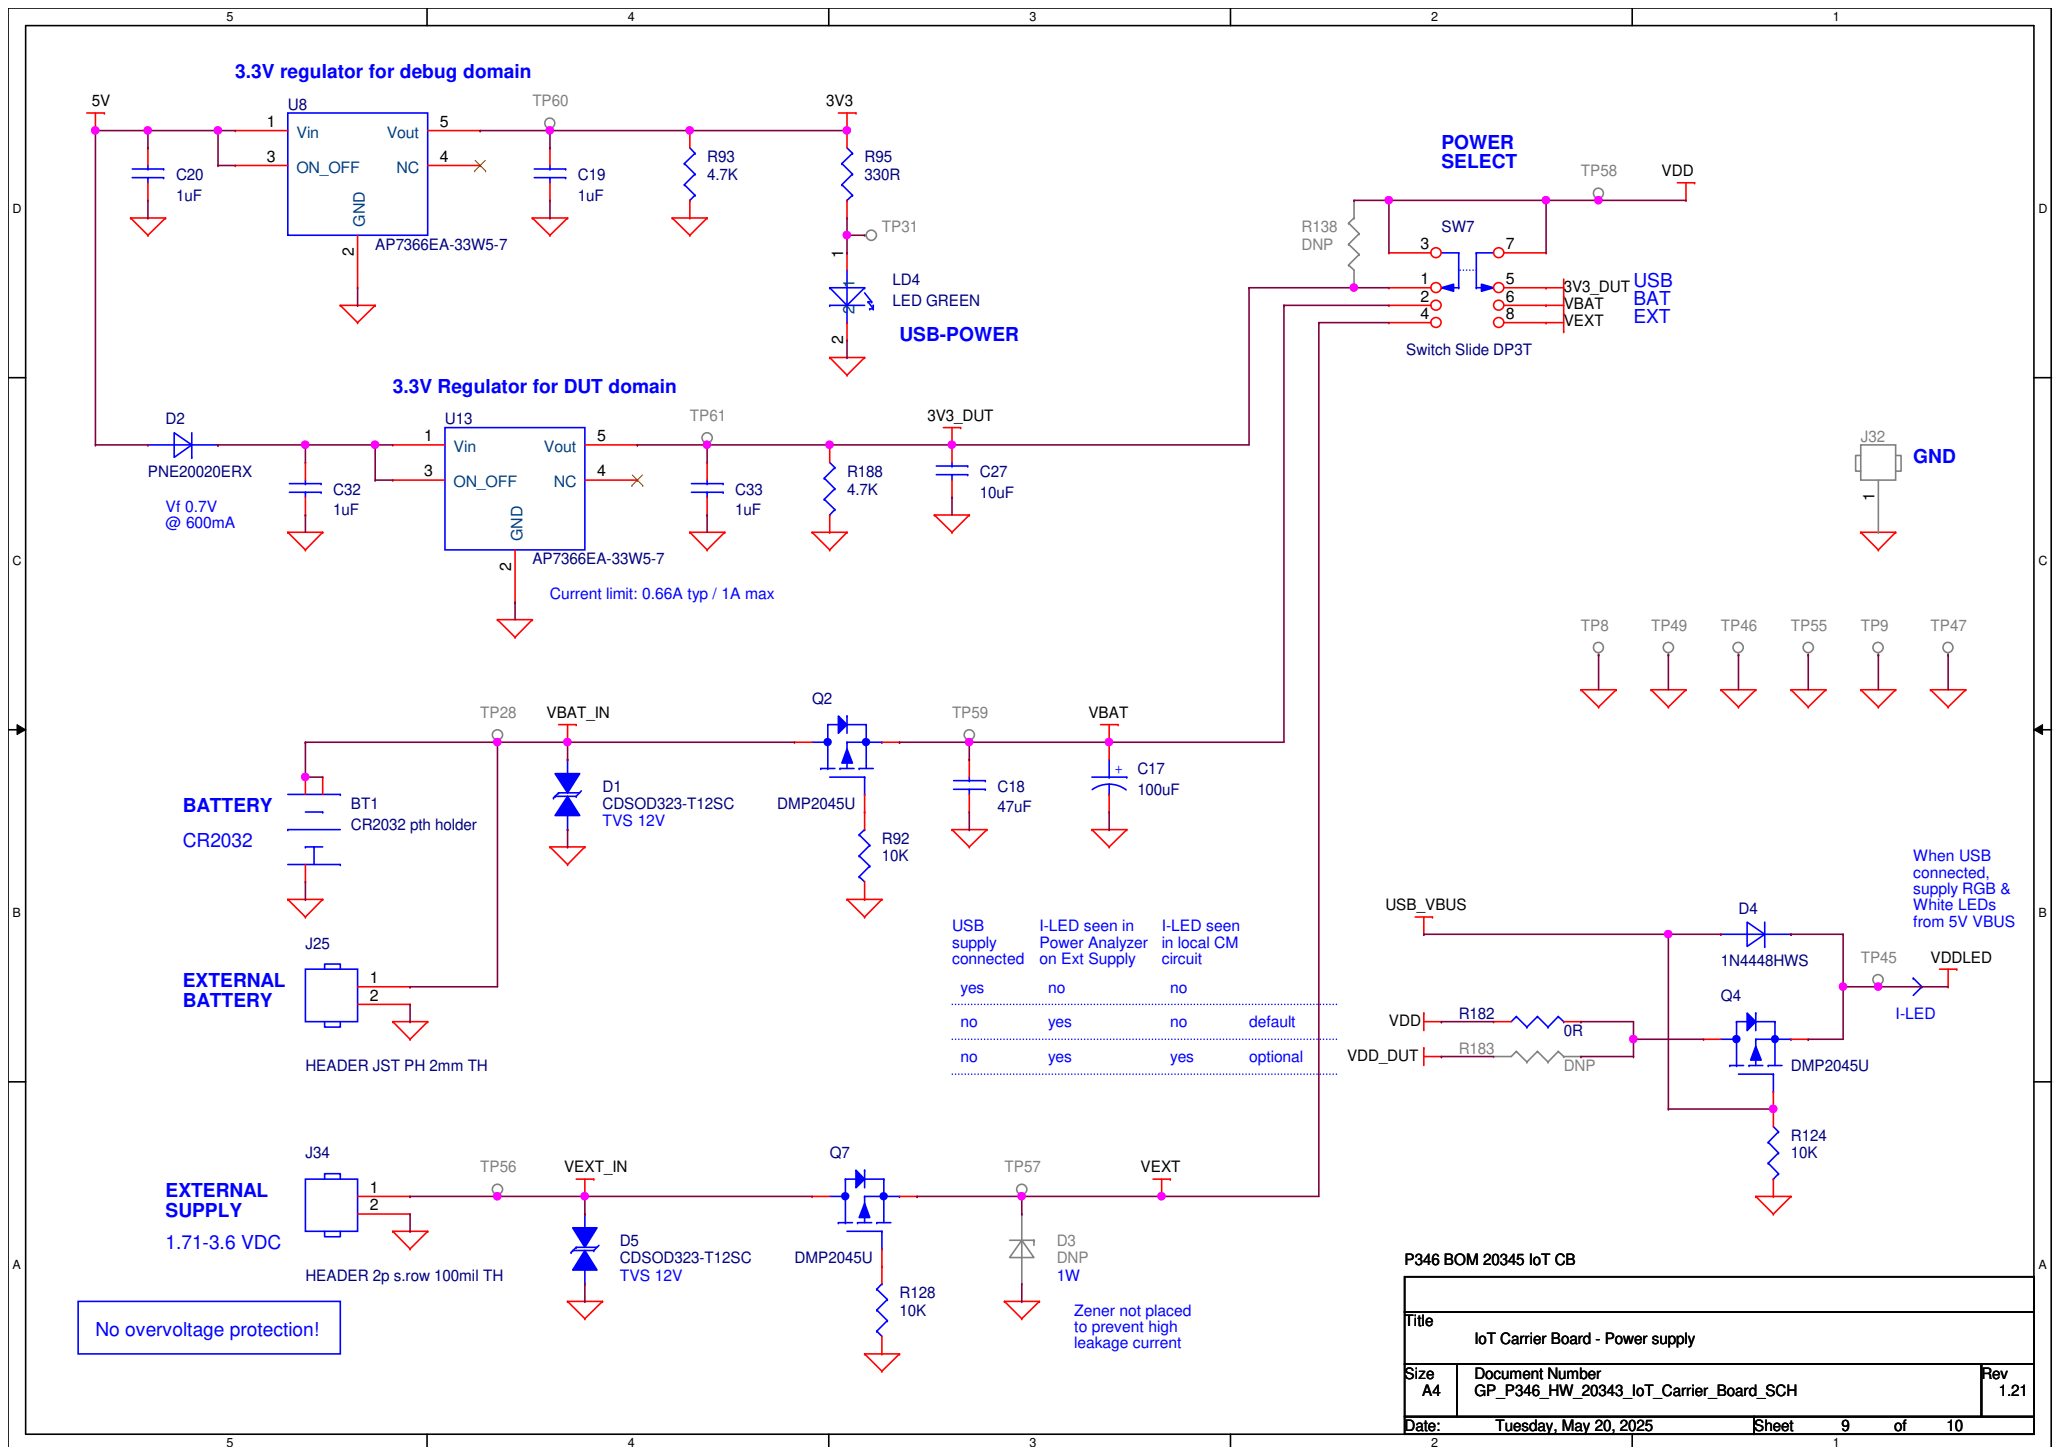 5 4 3 2 1
3.3V regulator for debug domain
5V
U8
1 Vin
Vout 5
3 ON_OFF
NC 4
GND
2
AP7366EA-33W5-7
C20
1uF
TP60
C19
1uF
R93
4.7K
3V3
R95
330R
TP31
1
LD4
LED GREEN
1
2
2
USB-POWER
POWER
SELECT
TP58
VDD
R138
DNP
SW7
3
7
1
5
2
6
4
8
3V3_DUT USB
VBAT BAT
VEXT EXT
Switch Slide DP3T
D
D
3.3V Regulator for DUT domain
D2
PNE20020ERX
Vf 0.7V
@ 600mA
C32
1uF
U13
1 Vin
Vout 5
3 ON_OFF
NC 4
GND
2
AP7366EA-33W5-7
Current limit: 0.66A typ / 1A max
TP61
C33
1uF
R188
4.7K
3V3_DUT
C27
10uF
J32
GND
1
C
C
TP8 TP49 TP46 TP55 TP9 TP47
TP28
VBAT_IN
Q2
DMP2045U
TP59
VBAT
BATTERY
CR2032
BT1
CR2032 pth holder
D1
CDSOD323-T12SC
TVS 12V
R92
10K
C18
47uF
+
C17
100uF
J25
EXTERNAL
BATTERY
1
2
HEADER JST PH 2mm TH
USB
supply
connected
I-LED seen in
Power Analyzer
on Ext Supply
I-LED seen
in local CM
circuit
yes no no
no yes no default
no yes yes optional
When USB
connected,
supply RGB &
White LEDs
from 5V VBUS
USB_VBUS
D4
1N4448HWS
TP45
VDDLED
I-LED
Q4
DMP2045U
VDD
R182
0R
VDD_DUT
R183
DNP
R124
10K
B
B
J34
EXTERNAL
SUPPLY
1.71-3.6 VDC
1
2
HEADER 2p s.row 100mil TH
TP56
VEXT_IN
D5
CDSOD323-T12SC
TVS 12V
Q7
DMP2045U
R128
10K
TP57
VEXT
D3
DNP
1W
Zener not placed
to prevent high
leakage current
No overvoltage protection!
A
A
P346 BOM 20345 IoT CB
Title
IoT Carrier Board - Power supply
Size
A4
Document Number
GP_P346_HW_20343_IoT_Carrier_Board_SCH
Rev
1.21
Date: Tuesday, May 20, 2025 Sheet 9 of 10
5 4 3 2 1